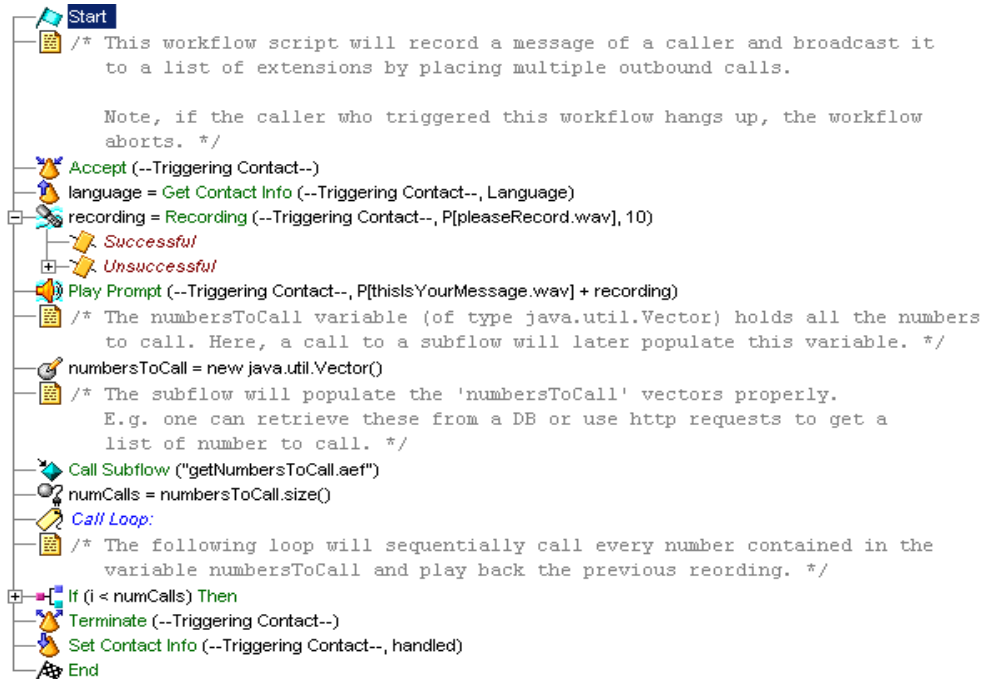 Start
/* This workflow script will record a message of a caller and broadcast it
to a list of extensions by placing multiple outbound calls.
Note, if the caller who triggered this workflow hangs up, the workflow
aborts. */
Accept (--Triggering Contact--)
language = Get Contact Info (--Triggering Contact--, Language)
recording = Recording (--Triggering Contact--, P[pleaseRecord.wav], 10)
Successful
Unsuccessful
Play Prompt (--Triggering Contact--, P[thisIsYourMessage.wav] + recording)
/* The numbersToCall variable (of type java.util.Vector) holds all the numbers
to call. Here, a call to a subflow will later populate this variable. */
numbersToCall = new java.util.Vector()
/* The subflow will populate the 'numbersToCall' vectors properly.
E.g. one can retrieve these from a DB or use http requests to get a
list of number to call. */
Call Subflow ("getNumbersToCall.aef")
numCalls = numbersToCall.size()
Call Loop:
/* The following loop will sequentially call every number contained in the
variable numbersToCall and play back the previous reording. */
If (i < numCalls) Then
Terminate (--Triggering Contact--)
Set Contact Info (--Triggering Contact--, handled)
End